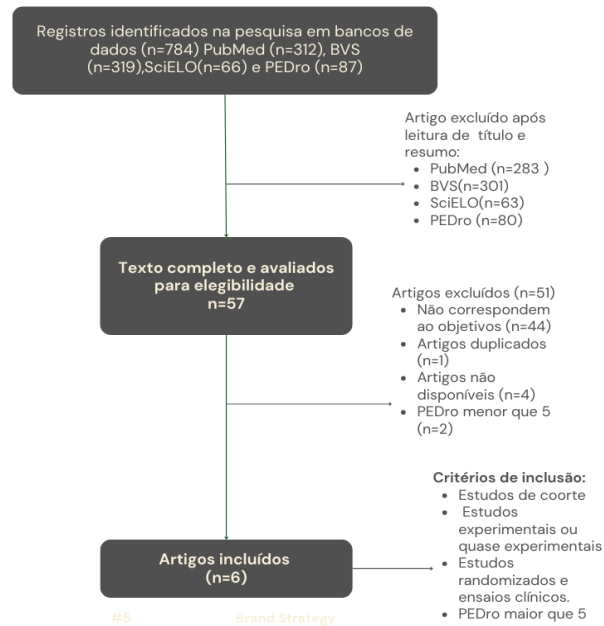 Registros identificados na pesquisa em bancos de
dados (n=784) PubMed (n=312), BVS
(n=319),SciELO(n=66) e PEDro (n=87)
Artigo excluído após
leitura de título e
resumo:
• PubMed (n=283 )
• BVS(n=301)
• SciELO(n=63)
• PEDro (n=80)
Texto completo e avaliados
para elegibilidade
n=57
Artigos excluídos (n=51)
• Não correspondem
ao objetivos (n=44)
• Artigos duplicados
(n=1)
• Artigos não
disponíveis (n=4)
• PEDro menor que 5
(n=2)
Critérios de inclusão:
• Estudos de coorte
• Estudos
experimentais ou
quase experimentais
• Estudos
randomizados e
ensaios clínicos.
• PEDro maior que 5
Artigos incluídos
(n=6)
#5 Brand Strategy